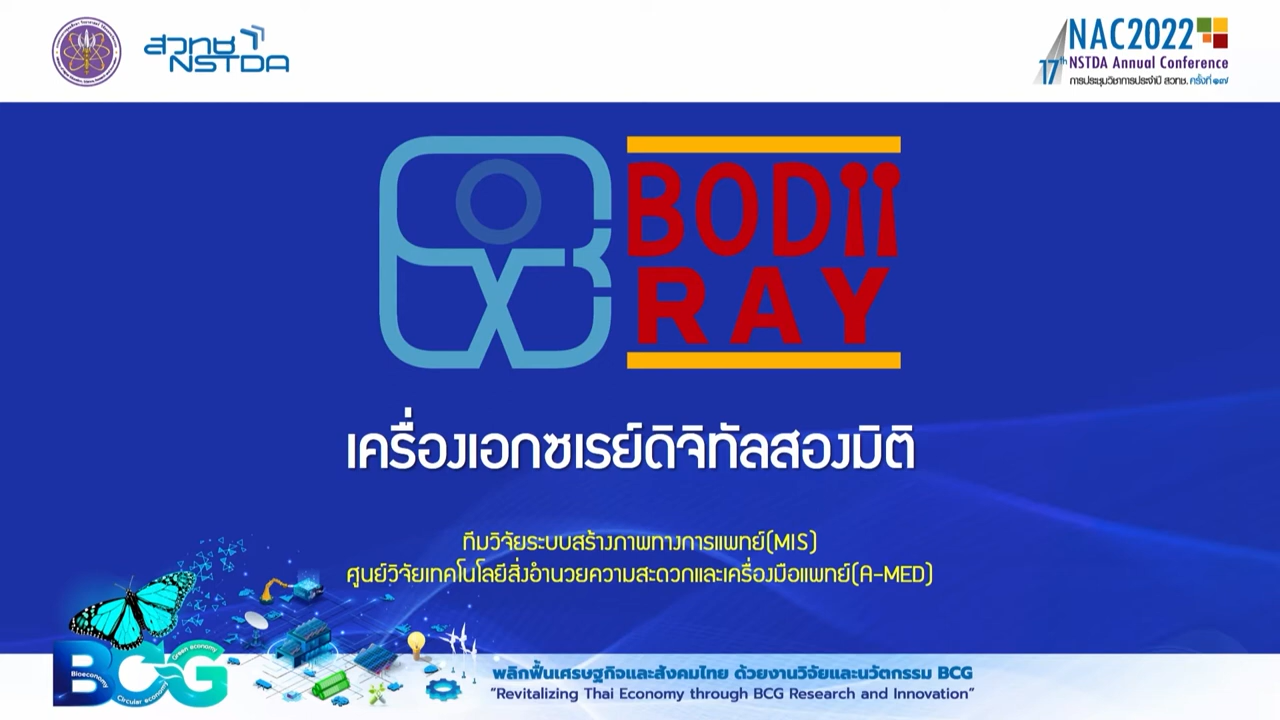 สวทช
NSTDA
NAC2022
17th NSTDA Annual Conference
การประชุมวิชาการประจำปี สวทช. ครั้งที่ ๑๗
BODii
RAY
เครื่องเอกซเรย์ดิจิทัลสองมิติ
ทีมวิจัยระบบสร้างภาพทางการแพทย์(MIS)
ศูนย์วิจัยเทคโนโลยีสิ่งอำนวยความสะดวกและเครื่องมือแพทย์(A-MED)
BCG
Green economy
Bioeconomy
Circular economy
พลิกฟื้นเศรษฐกิจและสังคมไทย ด้วยงานวิจัยและนวัตกรรม BCG
"Revitalizing Thai Economy through BCG Research and Innovation"